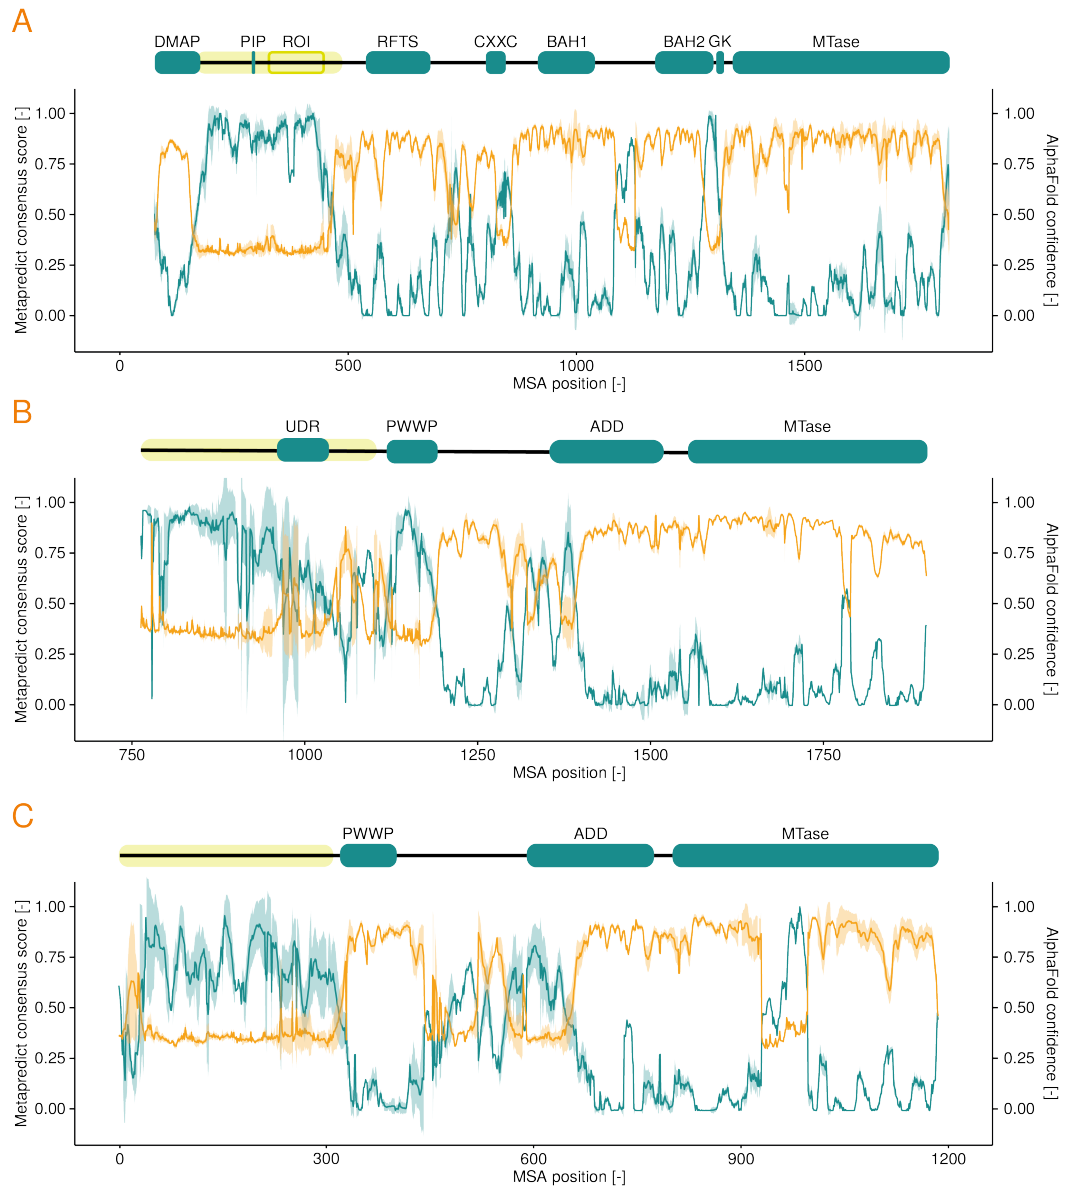 A
DMAP PIP ROI RFTS CXXC BAH1 BAH2 GK MTase
Metapredict consensus score [-]
1.00 1.00
0.75 0.75
0.50 0.50
0.25 0.25
0.00 0.00
AlphaFold confidence [-]
0 500 1000 1500
MSA position [-]
B
UDR PWWP ADD MTase
Metapredict consensus score [-]
1.00 1.00
0.75 0.75
0.50 0.50
0.25 0.25
0.00 0.00
AlphaFold confidence [-]
750 1000 1250 1500 1750
MSA position [-]
C
PWWP ADD MTase
Metapredict consensus score [-]
1.00 1.00
0.75 0.75
0.50 0.50
0.25 0.25
0.00 0.00
AlphaFold confidence [-]
0 300 600 900 1200
MSA position [-]